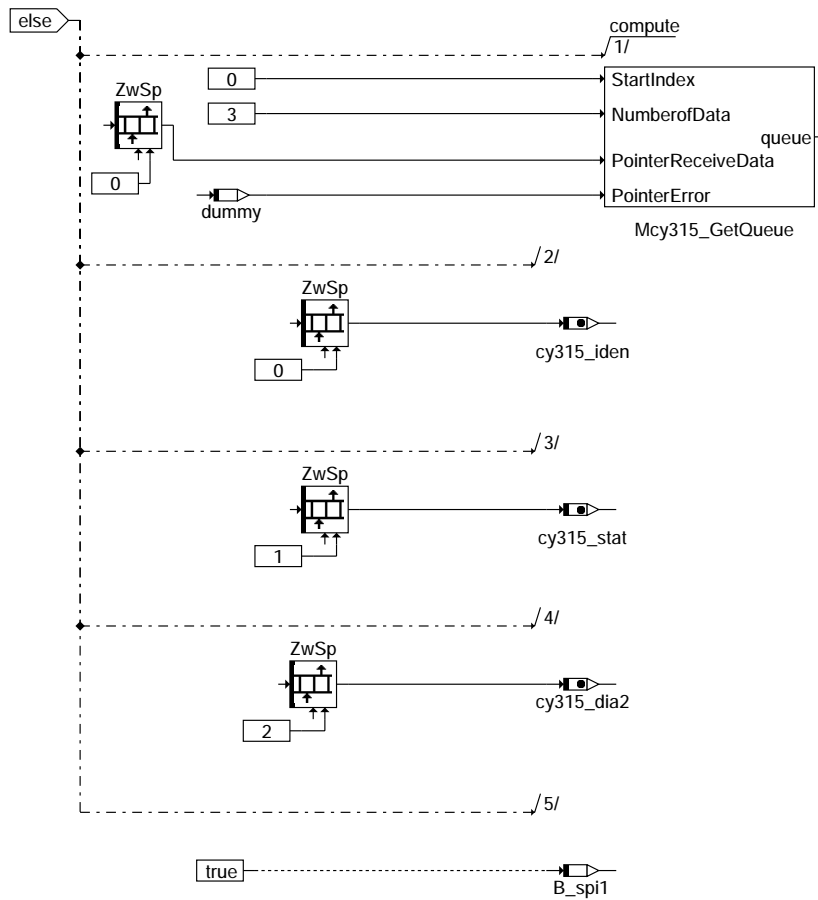 else
compute
1/
0
StartIndex
ZwSp
3
NumberofData
queue
PointerReceiveData
0
PointerError
dummy
Mcy315_GetQueue
2/
ZwSp
cy315_iden
0
3/
ZwSp
cy315_stat
1
4/
ZwSp
cy315_dia2
2
5/
true
B_spi1